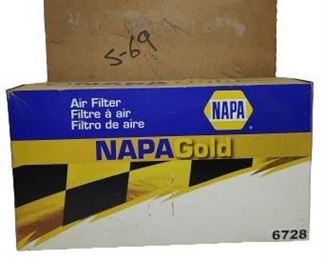 S-69
Air Filter
Filtre à air
Filtro de aire
NAPA
NAPA Gold
6728